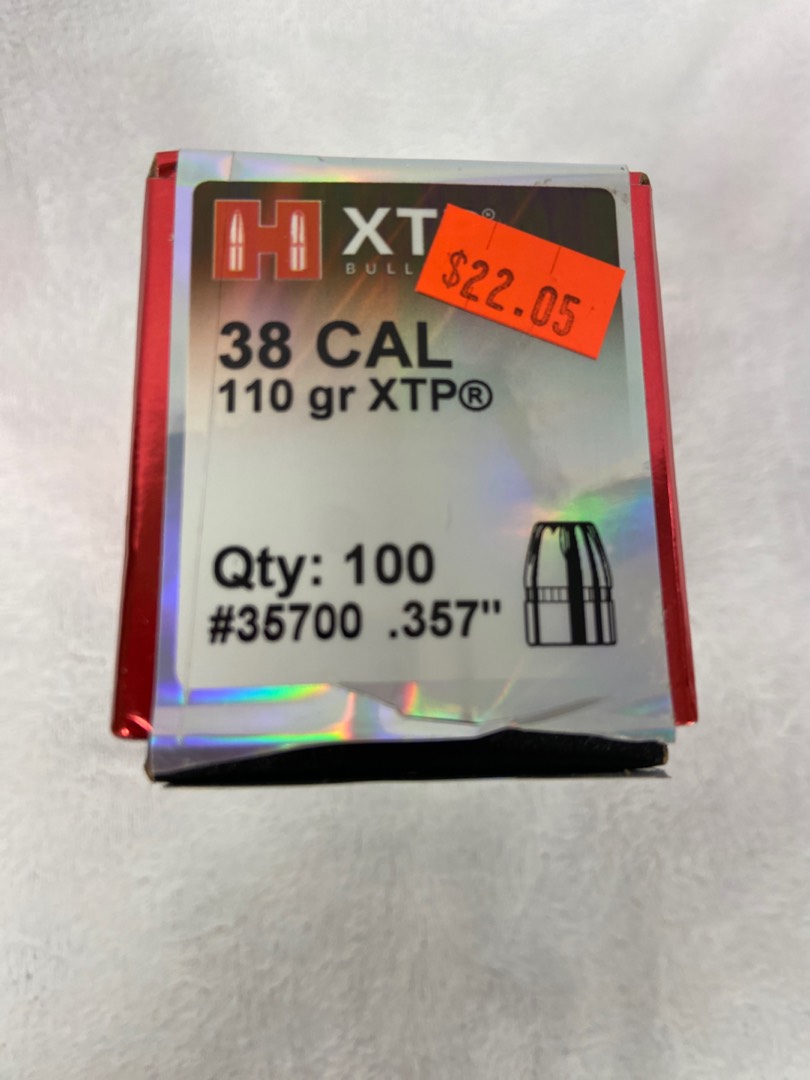 H XT ®
BULL
$22.05
38 CAL
110 gr XTP®
Qty: 100
#35700 .357"